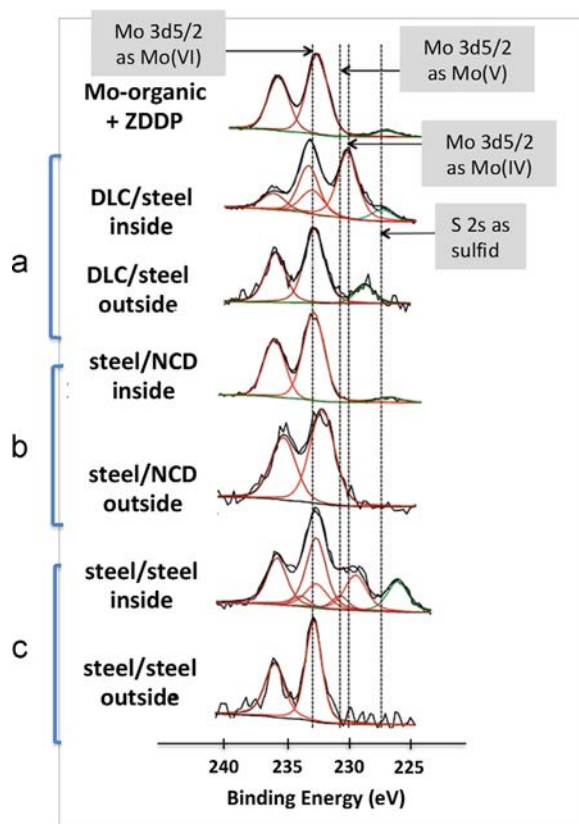 Mo 3d5/2
as Mo(VI)
Mo 3d5/2
as Mo(V)
Mo-organic
+ ZDDP
Mo 3d5/2
as Mo(IV)
a
DLC/steel
inside
S 2s as
sulfid
DLC/steel
outside
b
steel/NCD
inside
steel/NCD
outside
c
steel/steel
inside
steel/steel
outside
240
235
230
225
Binding Energy (eV)